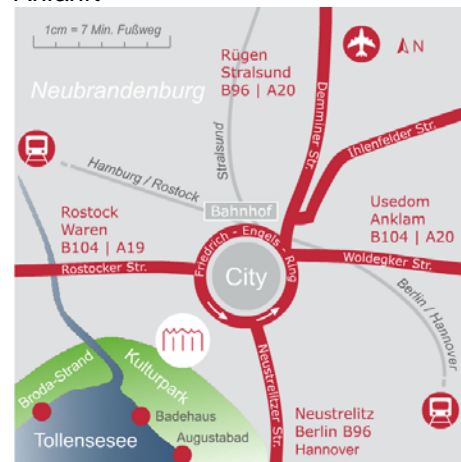 1cm = 7 Min. Fußweg
N
Rügen
Stralsund
B96 | A20
Neubrandenburg
Demminer Str.
Ihlenfelder Str.
Stralsund
Hamburg / Rostock
Bahnhof
Usedom
Anklam
B104 | A20
Rostock
Waren
B104 | A19
Friedrich - Engels - Ring
City
Rostocker Str.
Woldegker Str.
Berlin / Hannover
Kulturpark
Broda-Strand
Neustrelitzer Str.
Badehaus
Neustrelitz
Berlin B96
Hannover
Tollensesee
Augustabad